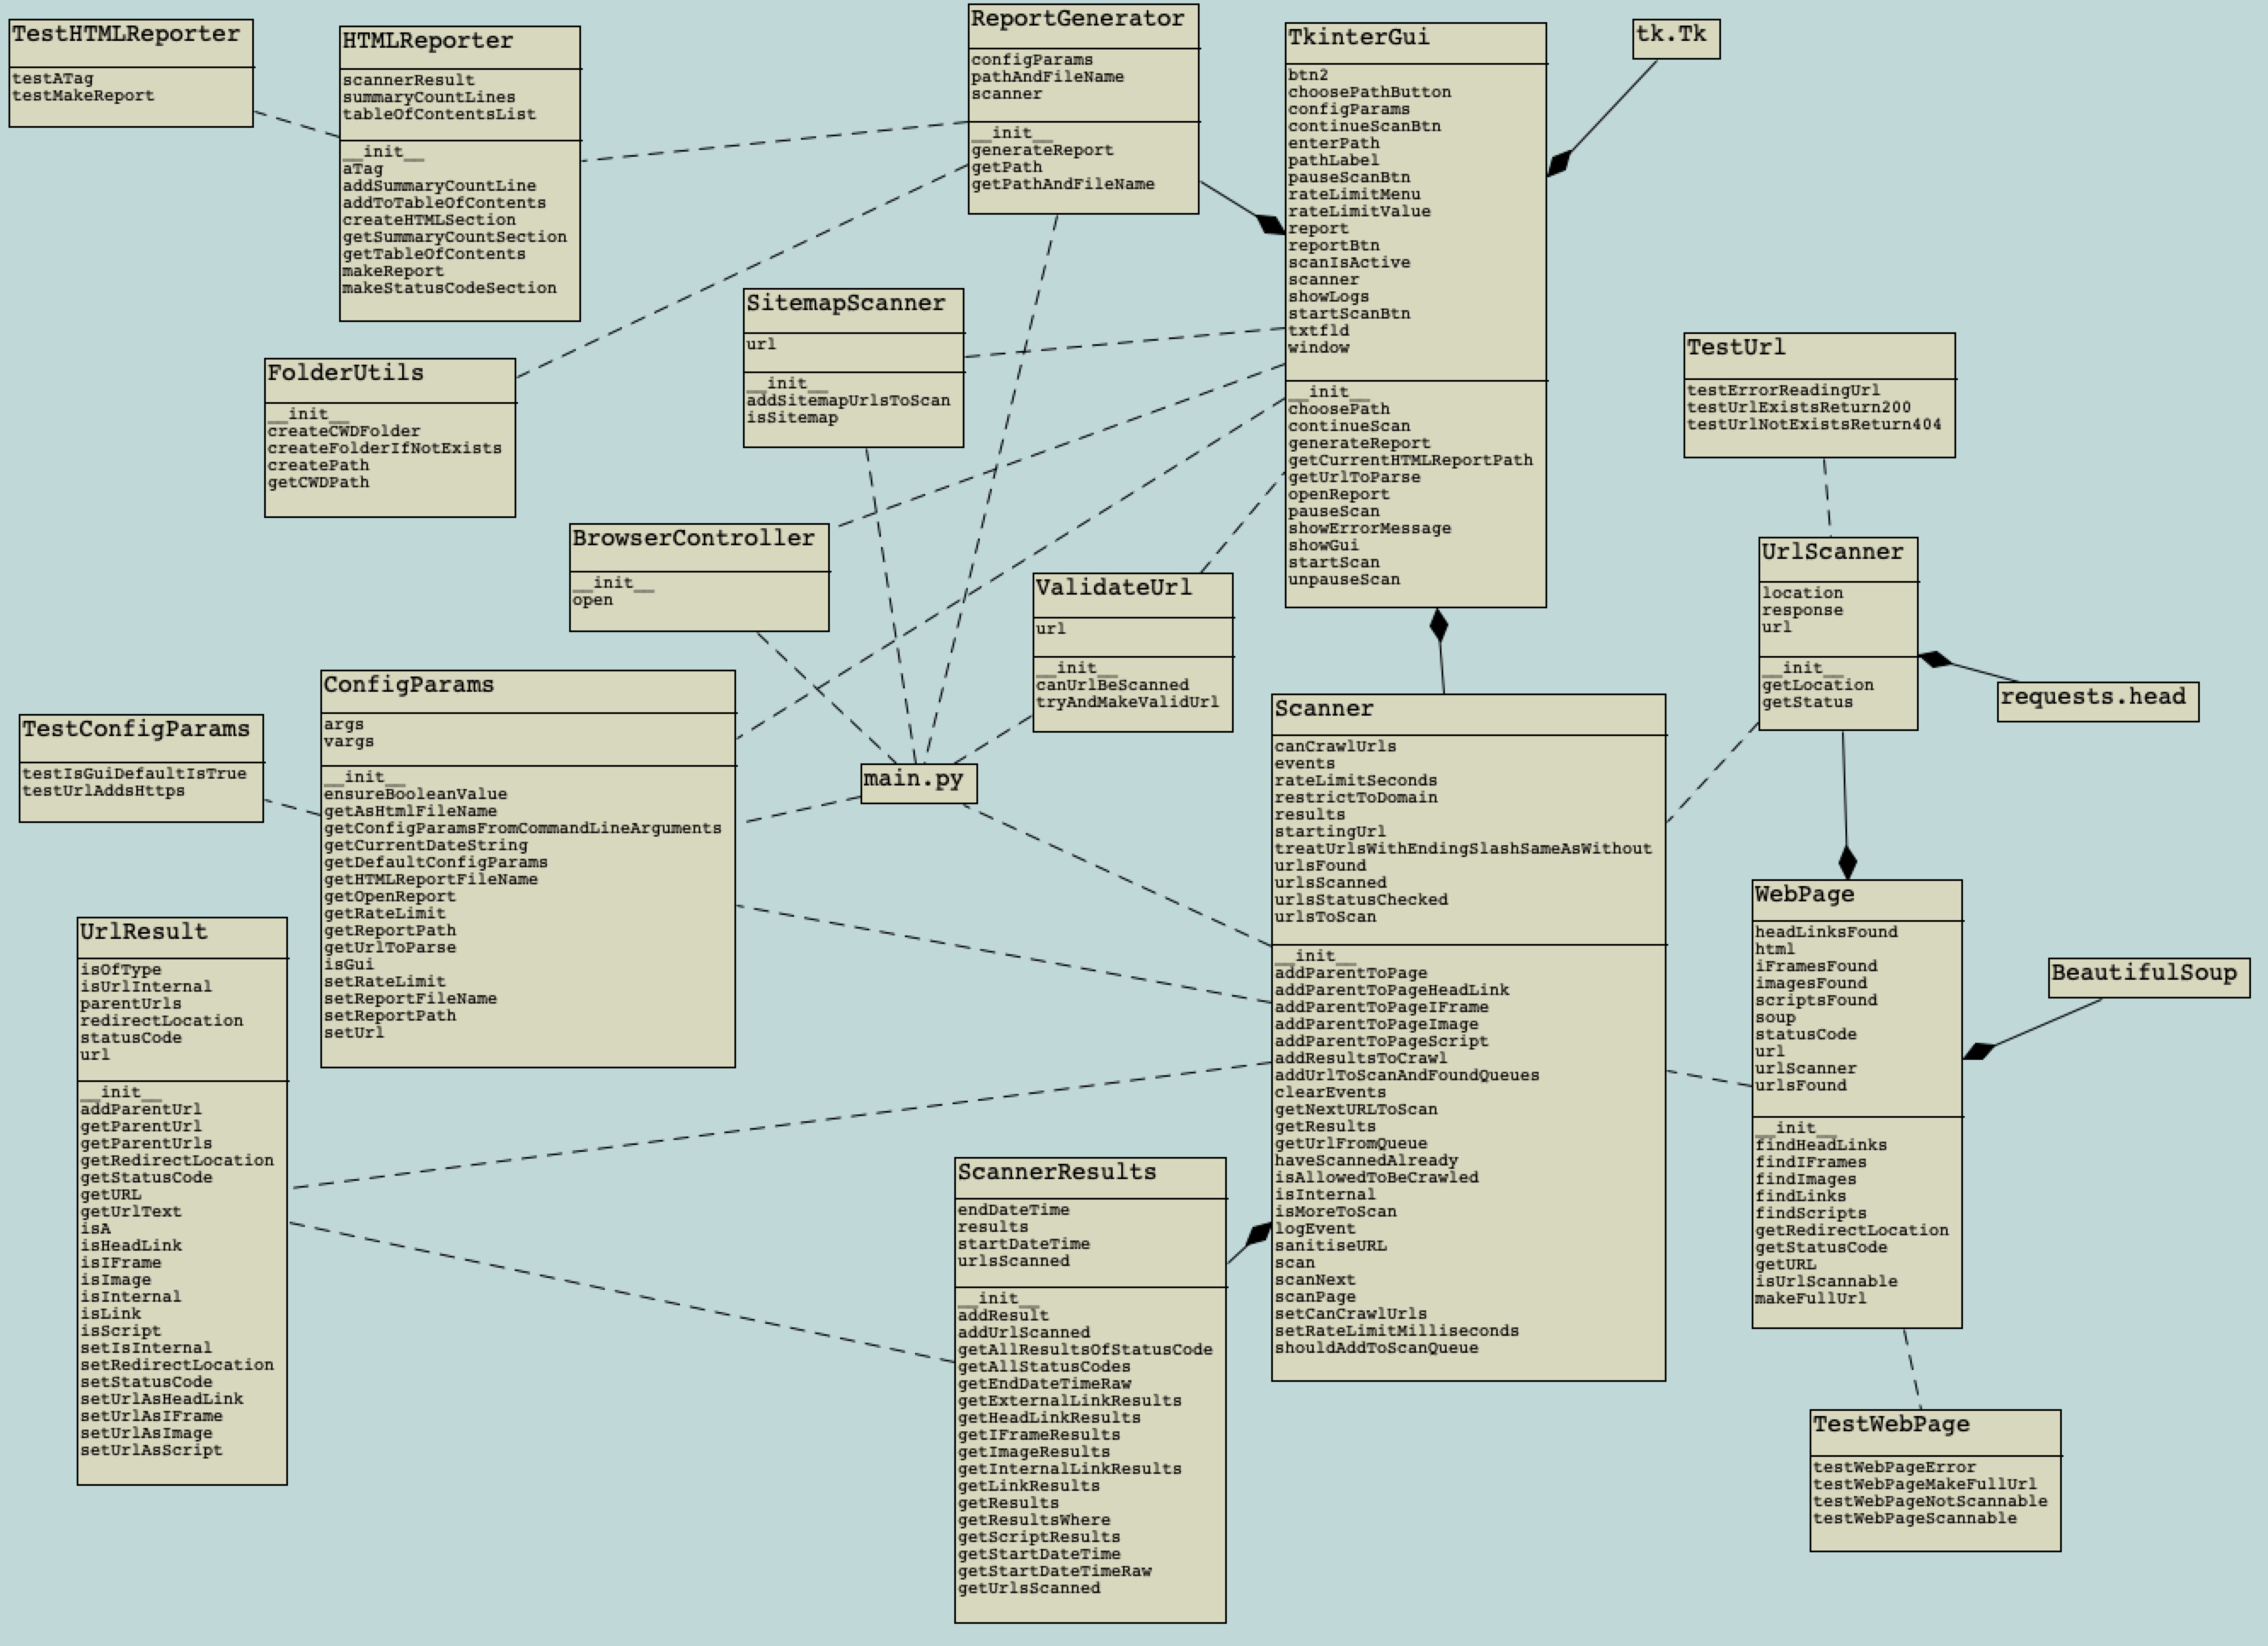 TestHTMLReporter
testATag
testMakeReport
HTMLReporter
scannerResult
summaryCountLines
tableOfContentsList
__init__
aTag
addSummaryCountLine
addToTableOfContents
createHTMLSection
getSummaryCountSection
getTableOfContents
makeReport
makeStatusCodeSection
ReportGenerator
configParams
pathAndFileName
scanner
__init__
generateReport
getPath
getPathAndFileName
TkinterGui
btn2
choosePathButton
configParams
continueScanBtn
enterPath
pathLabel
pauseScanBtn
rateLimitMenu
rateLimitValue
report
reportBtn
scanIsActive
scanner
showLogs
startScanBtn
txtfld
window
__init__
choosePath
continueScan
generateReport
getCurrentHTMLReportPath
getUrlToParse
openReport
pauseScan
showErrorMessage
showGui
startScan
unpauseScan
tk.Tk
SitemapScanner
url
__init__
addSitemapUrlsToScan
isSitemap
FolderUtils
__init__
createCWDFolder
createFolderIfNotExists
createPath
getCWDPath
TestUrl
testErrorReadingUrl
testUrlExistsReturn200
testUrlNotExistsReturn404
BrowserController
__init__
open
ValidateUrl
url
__init__
canUrlBeScanned
tryAndMakeValidUrl
UrlScanner
location
response
url
__init__
getLocation
getStatus
requests.head
ConfigParams
args
vargs
__init__
ensureBooleanValue
getAsHtmlFileName
getConfigParamsFromCommandLineArguments
getCurrentDateString
getDefaultConfigParams
getHTMLReportFileName
getOpenReport
getRateLimit
getReportPath
getUrlToParse
isGui
setRateLimit
setReportFileName
setReportPath
setUrl
TestConfigParams
testIsGuiDefaultIsTrue
testUrlAddsHttps
main.py
Scanner
canCrawlUrls
events
rateLimitSeconds
restrictToDomain
results
startingUrl
treatUrlsWithEndingSlashSameAsWithout
urlsFound
urlsScanned
urlsStatusChecked
urlsToScan
__init__
addParentToPage
addParentToPageHeadLink
addParentToPageIFrame
addParentToPageImage
addParentToPageScript
addResultsToCrawl
addUrlToScanAndFoundQueues
clearEvents
getNextURLToScan
getResults
getUrlFromQueue
haveScannedAlready
isAllowedToBeCrawled
isInternal
isMoreToScan
logEvent
sanitiseURL
scan
scanNext
scanPage
setCanCrawlUrls
setRateLimitMilliseconds
shouldAddToScanQueue
WebPage
headLinksFound
html
iFramesFound
imagesFound
scriptsFound
soup
statusCode
url
urlScanner
urlsFound
__init__
findHeadLinks
findIFrames
findImages
findLinks
findScripts
getRedirectLocation
getStatusCode
getURL
isUrlScannable
makeFullUrl
BeautifulSoup
UrlResult
isOfType
isUrlInternal
parentUrls
redirectLocation
statusCode
url
__init__
addParentUrl
getParentUrl
getParentUrls
getRedirectLocation
getStatusCode
getURL
getUrlText
isA
isHeadLink
isIFrame
isImage
isInternal
isLink
isScript
setIsInternal
setRedirectLocation
setStatusCode
setUrlAsHeadLink
setUrlAsIFrame
setUrlAsImage
setUrlAsScript
ScannerResults
endDateTime
results
startDateTime
urlsScanned
__init__
addResult
addUrlScanned
getAllResultsOfStatusCode
getAllStatusCodes
getEndDateTimeRaw
getExternalLinkResults
getHeadLinkResults
getIFrameResults
getImageResults
getInternalLinkResults
getLinkResults
getResults
getResultsWhere
getScriptResults
getStartDateTime
getStartDateTimeRaw
getUrlsScanned
TestWebPage
testWebPageError
testWebPageMakeFullUrl
testWebPageNotScannable
testWebPageScannable